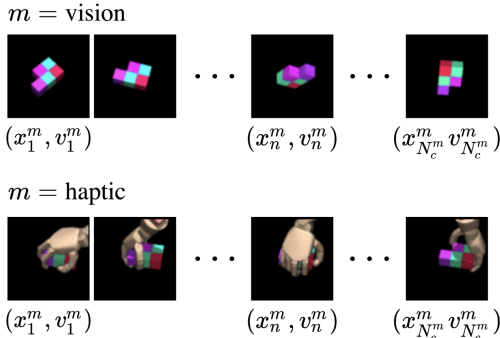 m = vision
· · · · · ·
(x_1^m, v_1^m) (x_n^m, v_n^m) (x_{N_c^m}^m v_{N_c^m}^m)
m = haptic
· · · · · ·
(x_1^m, v_1^m) (x_n^m, v_n^m) (x_{N_c^m}^m v_{N_c^m}^m)